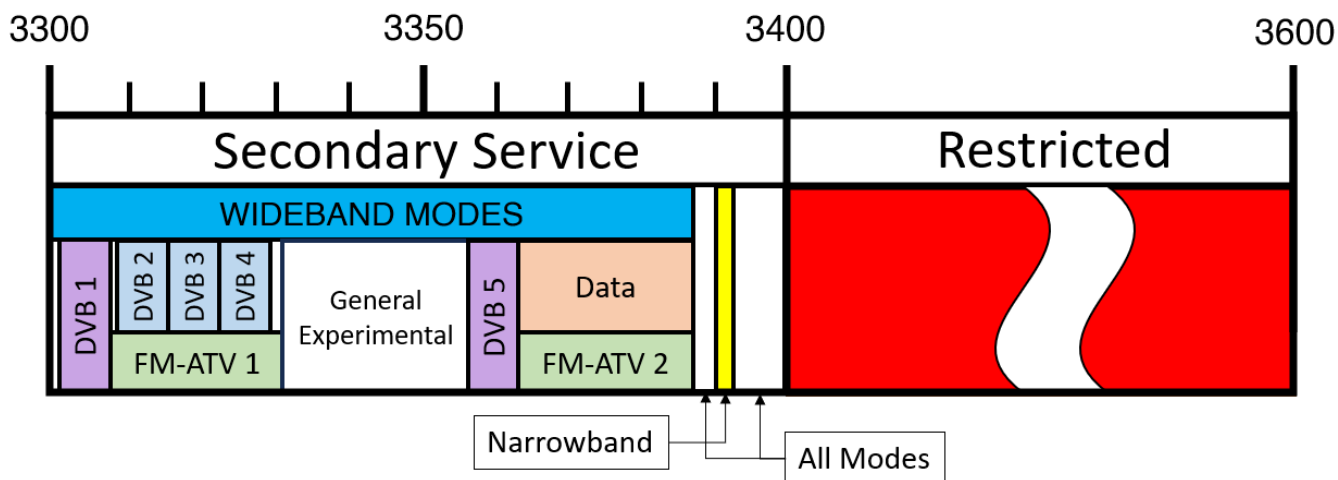 3300
3350
3400
3600
Secondary Service
Restricted
WIDEBAND MODES
DVB 1
DVB 2
DVB 3
DVB 4
General
Experimental
DVB 5
Data
FM-ATV 1
FM-ATV 2
Narrowband
All Modes